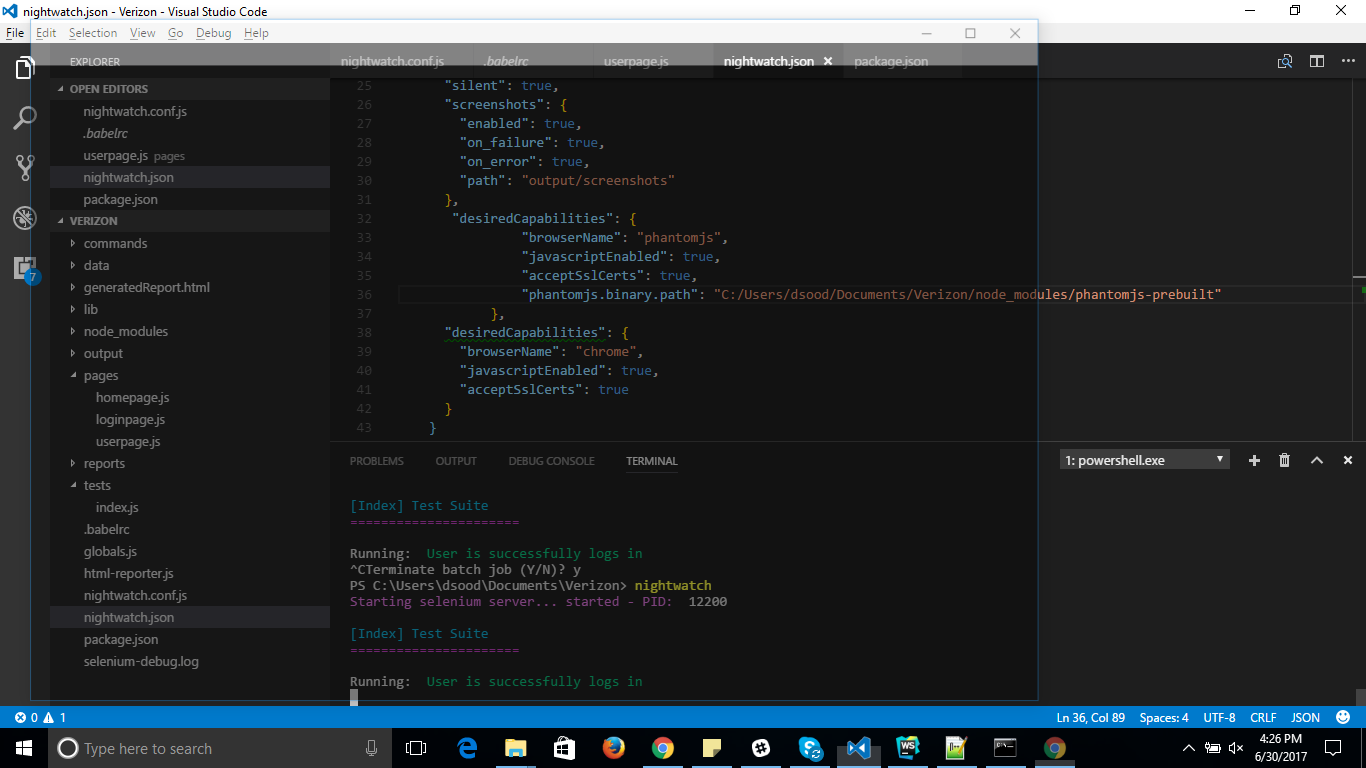 nightwatch.json - Verizon - Visual Studio Code
File Edit Selection View Go Debug Help
EXPLORER
OPEN EDITORS
nightwatch.conf.js
.babelrc
userpage.js pages
nightwatch.json
package.json
VERIZON
commands
data
generatedReport.html
lib
node_modules
output
pages
homepage.js
loginpage.js
userpage.js
reports
tests
index.js
.babelrc
globals.js
html-reporter.js
nightwatch.conf.js
nightwatch.json
package.json
selenium-debug.log
7
nightwatch.conf.js .babelrc userpage.js nightwatch.json package.json
25 "silent": true,
26 "screenshots": {
27 "enabled": true,
28 "on_failure": true,
29 "on_error": true,
30 "path": "output/screenshots"
31 },
32 "desiredCapabilities": {
33 "browserName": "phantomjs",
34 "javascriptEnabled": true,
35 "acceptSslCerts": true,
36 "phantomjs.binary.path": "C:/Users/dsood/Documents/Verizon/node_modules/phantomjs-prebuilt"
37 },
38 "desiredCapabilities": {
39 "browserName": "chrome",
40 "javascriptEnabled": true,
41 "acceptSslCerts": true
42 }
43 }
PROBLEMS OUTPUT DEBUG CONSOLE TERMINAL
1: powershell.exe
[Index] Test Suite
======================
Running: User is successfully logs in
^CTerminate batch job (Y/N)? y
PS C:\Users\dsood\Documents\Verizon> nightwatch
Starting selenium server... started - PID: 12200
[Index] Test Suite
======================
Running: User is successfully logs in
0 1
Ln 36, Col 89 Spaces: 4 UTF-8 CRLF JSON
Type here to search
WS
4:26 PM
6/30/2017